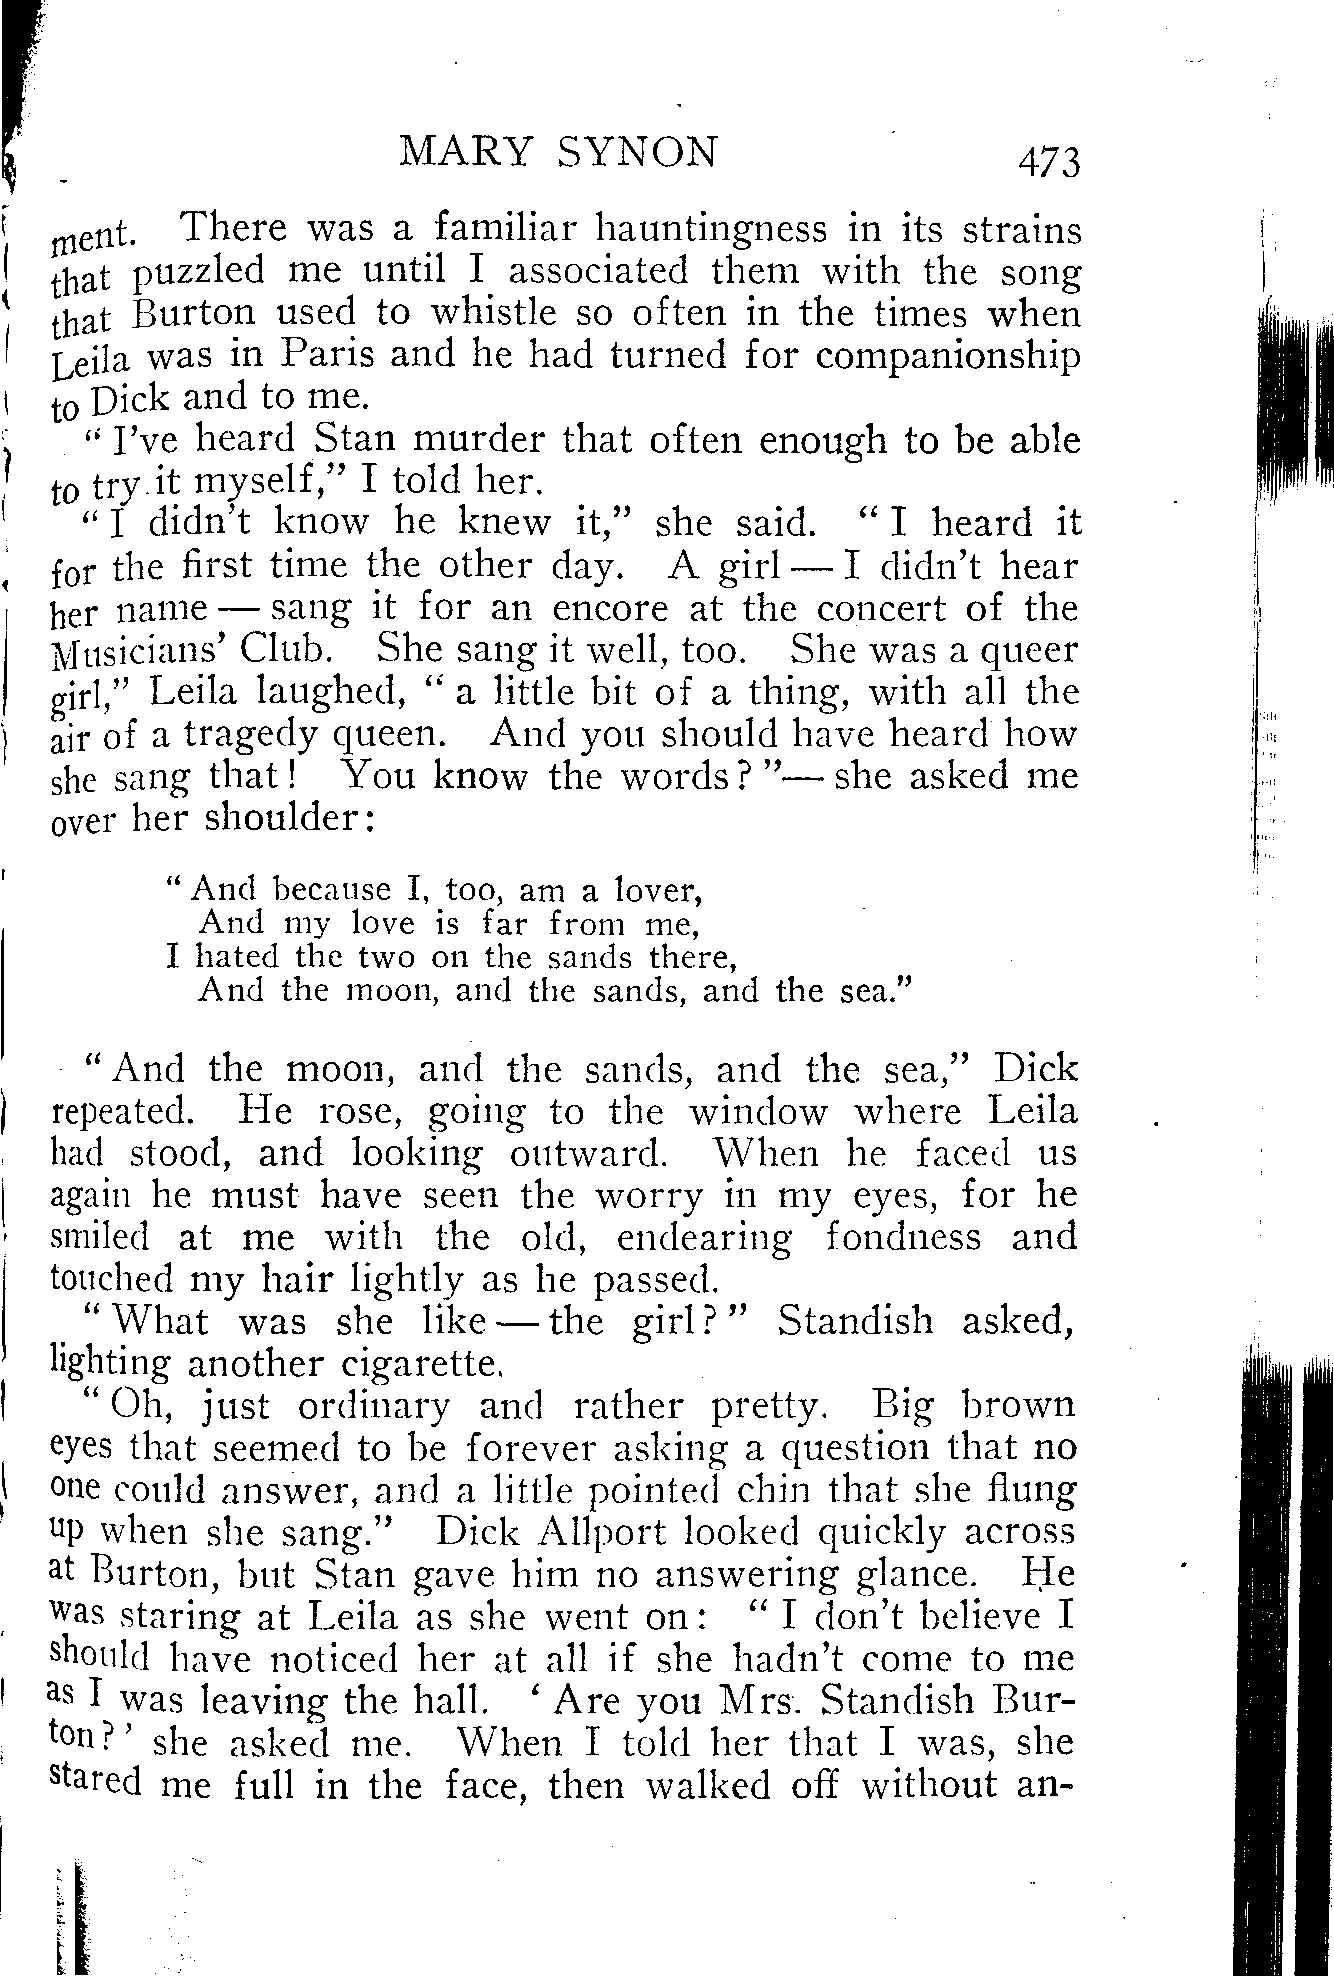 MARY SYNON 473
ment. There was a familiar hauntingness in its strains
that puzzled me until I associated them with the song
that Burton used to whistle so often in the times when
Leila was in Paris and he had turned for companionship
to Dick and to me.
“ I've heard Stan murder that often enough to be able
to try it myself,” I told her.
“ I didn't know he knew it,” she said. “ I heard it
for the first time the other day. A girl — I didn't hear
her name — sang it for an encore at the concert of the
Musicians' Club. She sang it well, too. She was a queer
girl,” Leila laughed, “ a little bit of a thing, with all the
air of a tragedy queen. And you should have heard how
she sang that! You know the words? ”— she asked me
over her shoulder:
“ And because I, too, am a lover,
And my love is far from me,
I hated the two on the sands there,
And the moon, and the sands, and the sea.”
“ And the moon, and the sands, and the sea,” Dick
repeated. He rose, going to the window where Leila
had stood, and looking outward. When he faced us
again he must have seen the worry in my eyes, for he
smiled at me with the old, endearing fondness and
touched my hair lightly as he passed.
“ What was she like — the girl? ” Standish asked,
lighting another cigarette.
“ Oh, just ordinary and rather pretty. Big brown
eyes that seemed to be forever asking a question that no
one could answer, and a little pointed chin that she flung
up when she sang.” Dick Allport looked quickly across
at Burton, but Stan gave him no answering glance. He
was staring at Leila as she went on: “ I don't believe I
should have noticed her at all if she hadn't come to me
as I was leaving the hall. ‘ Are you Mrs. Standish Bur-
ton? ’ she asked me. When I told her that I was, she
stared me full in the face, then walked off without an-